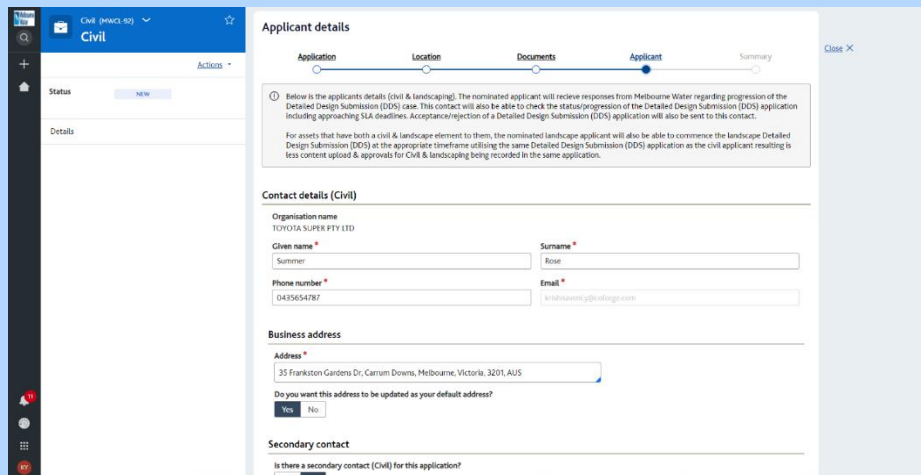 Civil (MWCL-92)
Civil
Actions
Status
NEW
Details
Applicant details
Close
Application
Location
Documents
Applicant
Summary
Below is the applicants details (civil & landscaping). The nominated applicant will recieve responses from Melbourne Water regarding progression of the
Detailed Design Submission (DDS) case. This contact will also be able to check the status/progression of the Detailed Design Submission (DDS) application
including approaching SLA deadlines. Acceptance/rejection of a Detailed Design Submission (DDS) application will also be sent to this contact.
For assets that have both a civil & landscape element to them, the nominated landscape applicant will also be able to commence the landscape Detailed
Design Submission (DDS) at the appropriate timeframe utilising the same Detailed Design Submission (DDS) application as the civil applicant resulting is
less content upload & approvals for Civil & landscaping being recorded in the same application.
Contact details (Civil)
Organisation name
TOYOTA SUPER PTY LTD
Given name *
Surname *
Summer
Rose
Phone number *
Email *
0435654787
Business address
Address *
35 Frankston Gardens Dr, Carrum Downs, Melbourne, Victoria, 3201, AUS
Do you want this address to be updated as your default address?
Yes No
Secondary contact
Is there a secondary contact (Civil) for this application?
11
KY